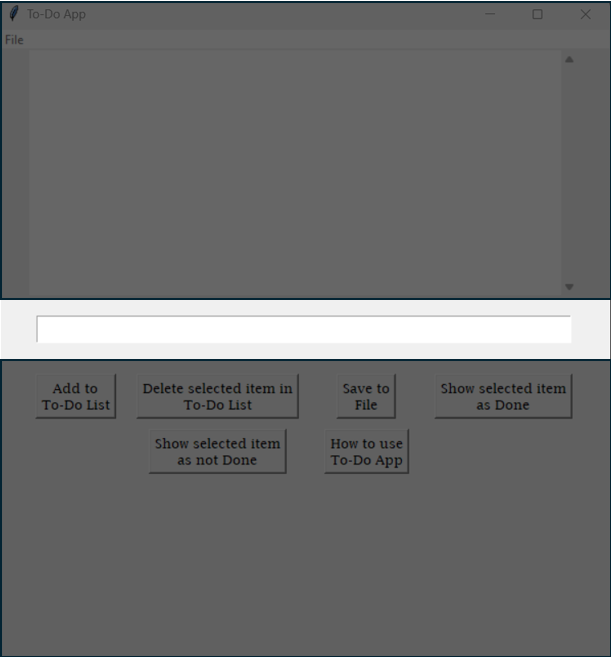 To-Do App
File
Add to
To-Do List
Delete selected item in
To-Do List
Save to
File
Show selected item
as Done
Show selected item
as not Done
How to use
To-Do App